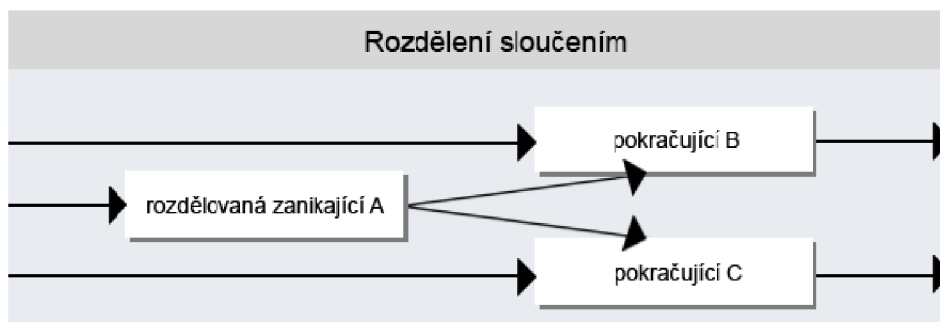 Rozdělení sloučením
pokračující B
rozdělovaná zanikající A
pokračující C